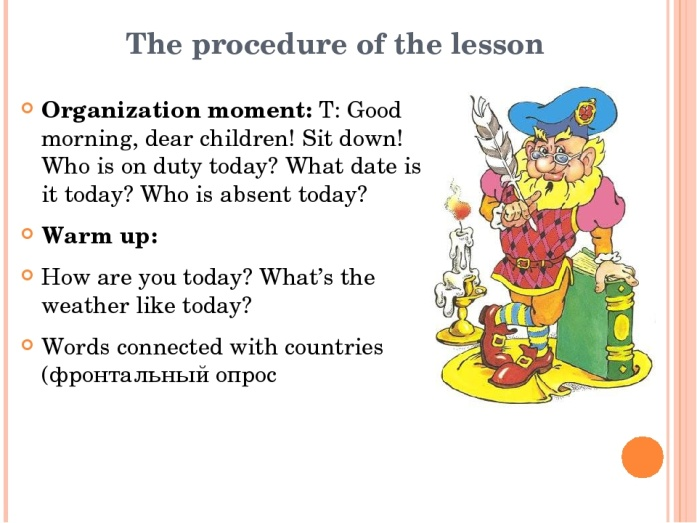 The procedure of the lesson
Organization moment: T: Good
morning, dear children! Sit down!
Who is on duty today? What date is
it today? Who is absent today?
Warm up:
How are you today? What’s the
weather like today?
Words connected with countries
(фронтальный опрос